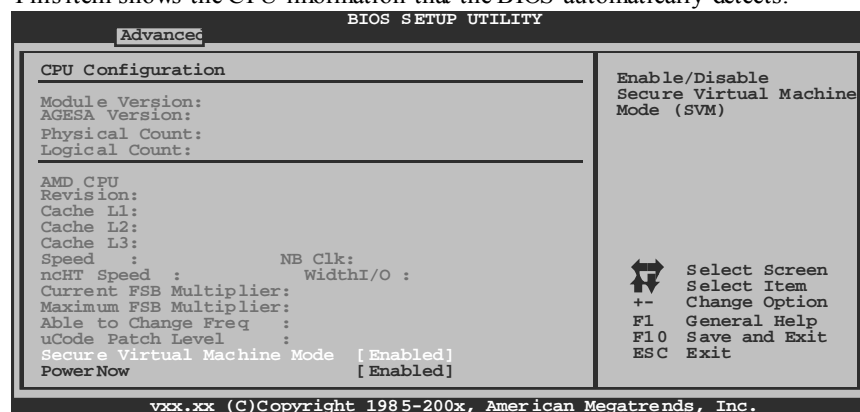 This item shows the CPU information that the BIOS automatically detects.
BIOS SETUP UTILITY
Advanced
CPU Configuration
Module Version:
AGESA Version:
Physical Count:
Logical Count:
AMD CPU
Revision:
Cache L1:
Cache L2:
Cache L3:
Speed : NB Clk:
ncHT Speed : WidthI/O :
Current FSB Multiplier:
Maximum FSB Multiplier:
Able to Change Freq :
uCode Patch Level :
Secure Virtual Machine Mode [Enabled]
PowerNow [Enabled]
Enable/Disable
Secure Virtual Machine
Mode (SVM)
Select Screen
Select Item
+- Change Option
F1 General Help
F10 Save and Exit
ESC Exit
vxx.xx (C)Copyright 1985-200x, American Megatrends, Inc.